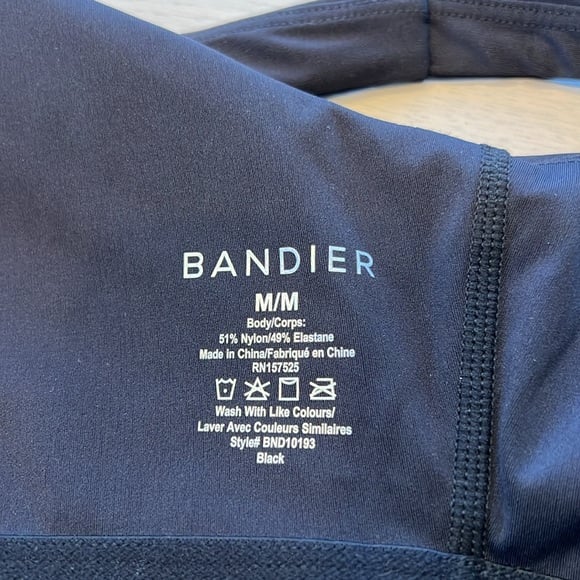 BANDIER
M/M
Body/Corps:
51% Nylon/49% Elastane
Made in China/Fabriqué en Chine
RN157525
Wash With Like Colours/
Laver Avec Couleurs Similaires
Style# BND10193
Black